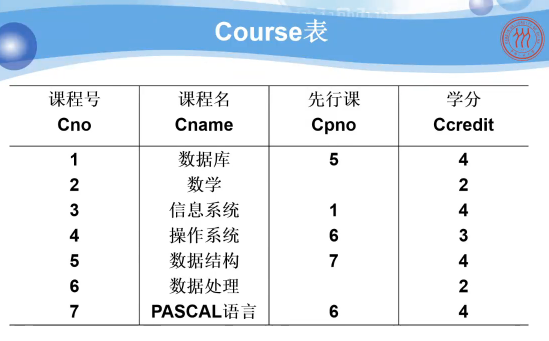 Course表
课程号 课程名 先行课 学分
Cno Cname Cpno Ccredit
1 数据库 5 4
2 数学 2
3 信息系统 1 4
4 操作系统 6 3
5 数据结构 7 4
6 数据处理 2
7 PASCAL语言 6 4